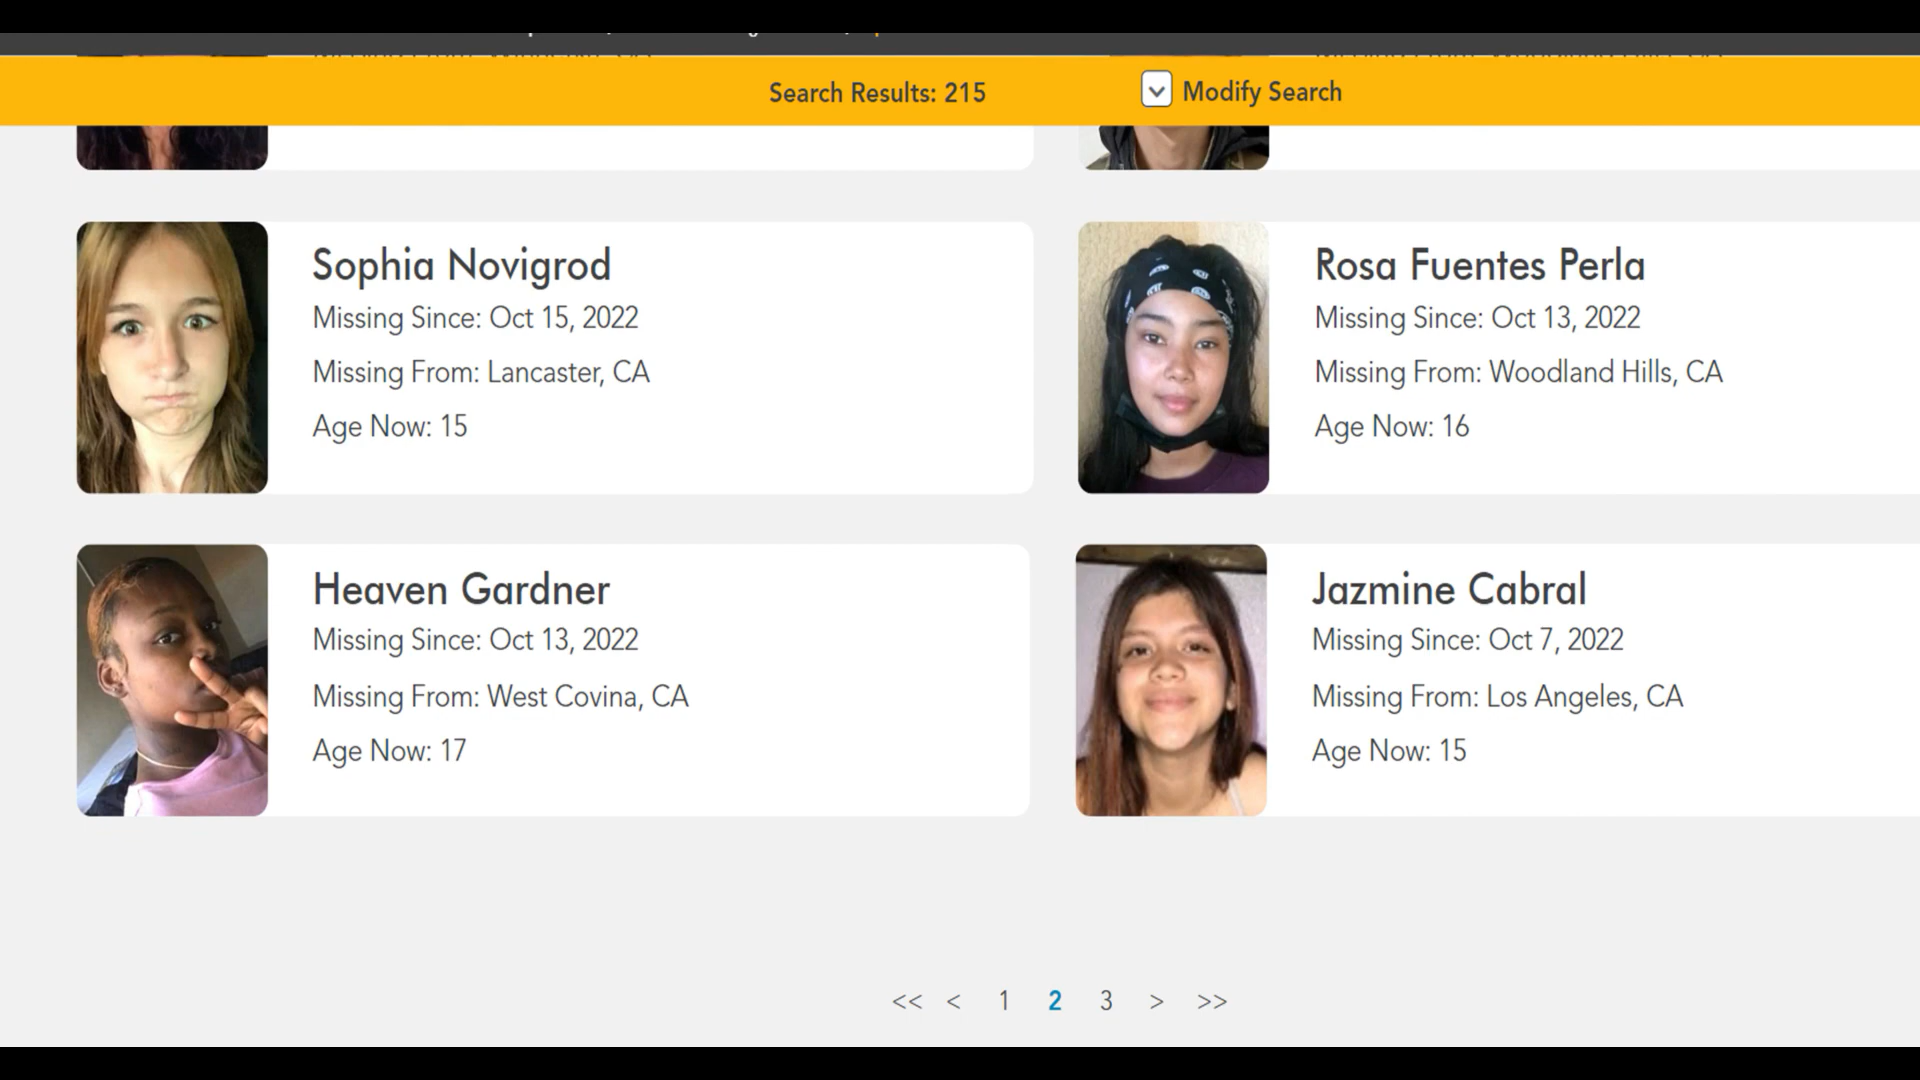 Search Results: 215
Modify Search
Sophia Novigrod
Missing Since: Oct 15, 2022
Missing From: Lancaster, CA
Age Now: 15
Rosa Fuentes Perla
Missing Since: Oct 13, 2022
Missing From: Woodland Hills, CA
Age Now: 16
Heaven Gardner
Missing Since: Oct 13, 2022
Missing From: West Covina, CA
Age Now: 17
Jazmine Cabral
Missing Since: Oct 7, 2022
Missing From: Los Angeles, CA
Age Now: 15
<< < 1 2 3 > >>